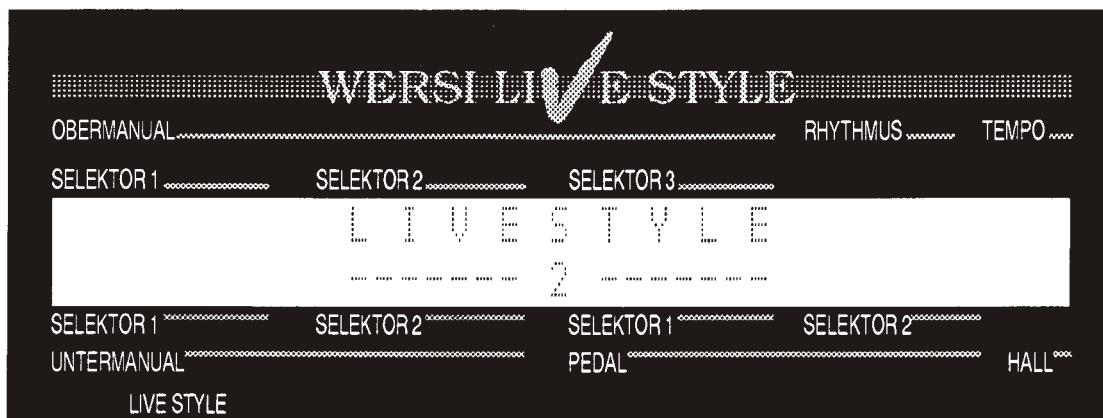 WERSI LIVE STYLE
OBERMANUAL RHYTHMUS TEMPO
SELEKTOR 1 SELEKTOR 2 SELEKTOR 3
L I V E S T Y L E
------ 2 ------
SELEKTOR 1 SELEKTOR 2 SELEKTOR 1 SELEKTOR 2
UNTERMANUAL PEDAL HALL
LIVE STYLE